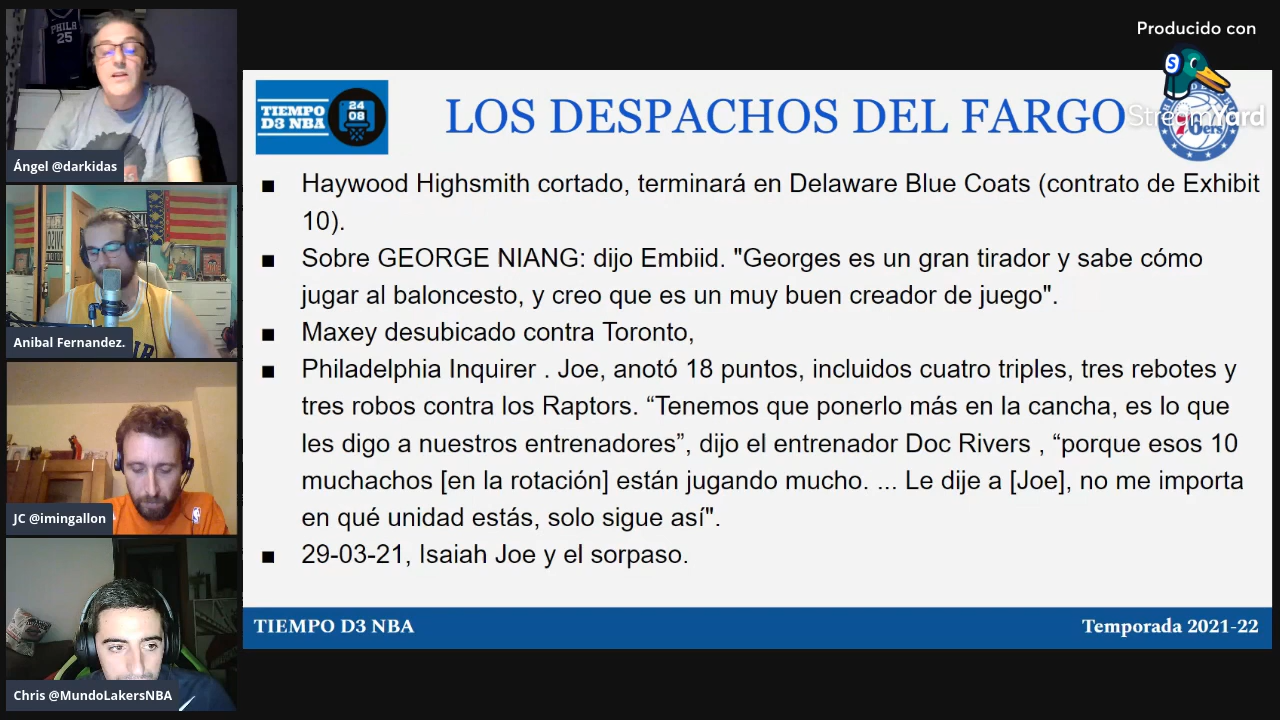 PHILA
25
Ángel @darkidas
Anibal Fernandez.
JC @imingallon
Chris @MundoLakersNBA
Producido con
StreamYard
TIEMPO
D3 NBA
24
08
LOS DESPACHOS DEL FARGO
76ers
■ Haywood Highsmith cortado, terminará en Delaware Blue Coats (contrato de Exhibit
10).
■ Sobre GEORGE NIANG: dijo Embiid. "Georges es un gran tirador y sabe cómo
jugar al baloncesto, y creo que es un muy buen creador de juego".
■ Maxey desubicado contra Toronto,
■ Philadelphia Inquirer . Joe, anotó 18 puntos, incluidos cuatro triples, tres rebotes y
tres robos contra los Raptors. “Tenemos que ponerlo más en la cancha, es lo que
les digo a nuestros entrenadores”, dijo el entrenador Doc Rivers , “porque esos 10
muchachos [en la rotación] están jugando mucho. ... Le dije a [Joe], no me importa
en qué unidad estás, solo sigue así".
■ 29-03-21, Isaiah Joe y el sorpaso.
TIEMPO D3 NBA
Temporada 2021-22